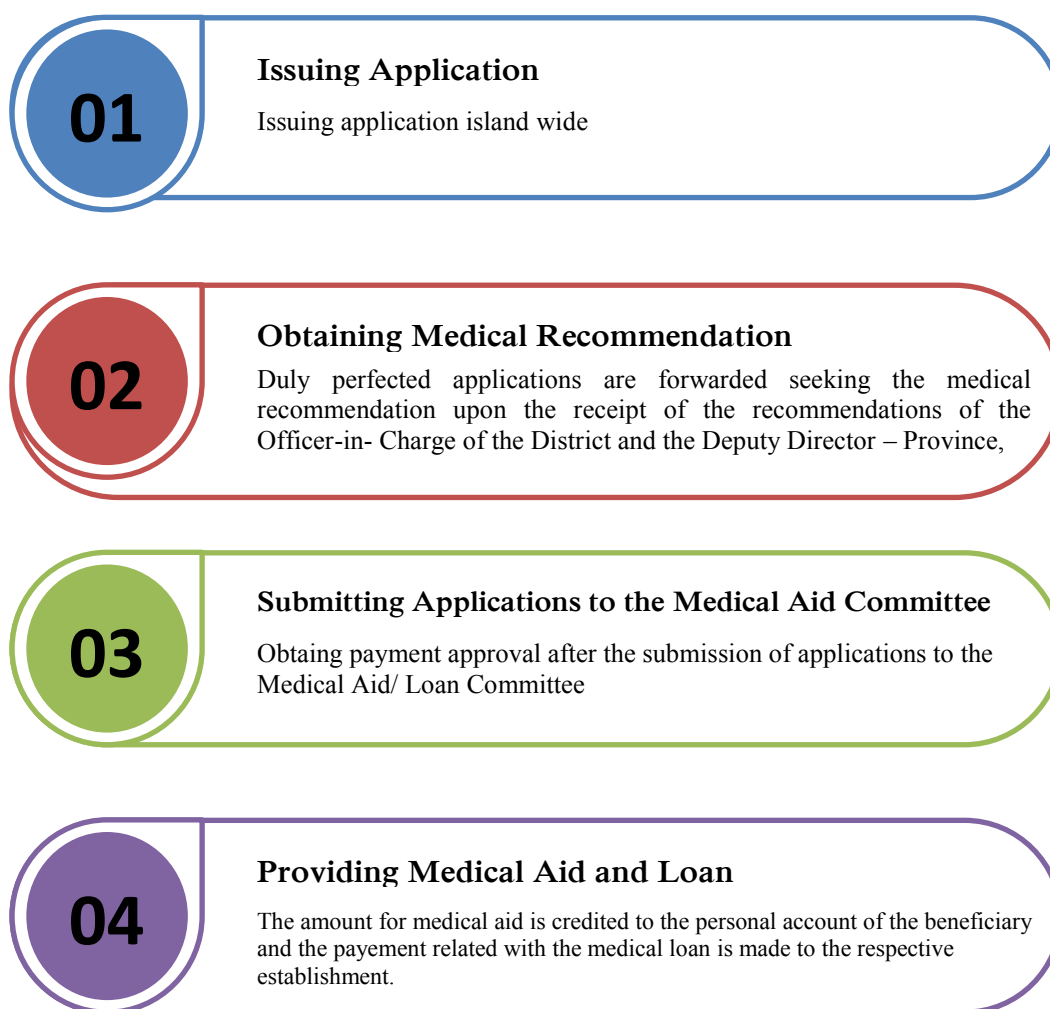 01
Issuing Application
Issuing application island wide
02
Obtaining Medical Recommendation
Duly perfected applications are forwarded seeking the medical
recommendation upon the receipt of the recommendations of the
Officer-in- Charge of the District and the Deputy Director – Province,
03
Submitting Applications to the Medical Aid Committee
Obtaing payment approval after the submission of applications to the
Medical Aid/ Loan Committee
04
Providing Medical Aid and Loan
The amount for medical aid is credited to the personal account of the beneficiary
and the payement related with the medical loan is made to the respective
establishment.